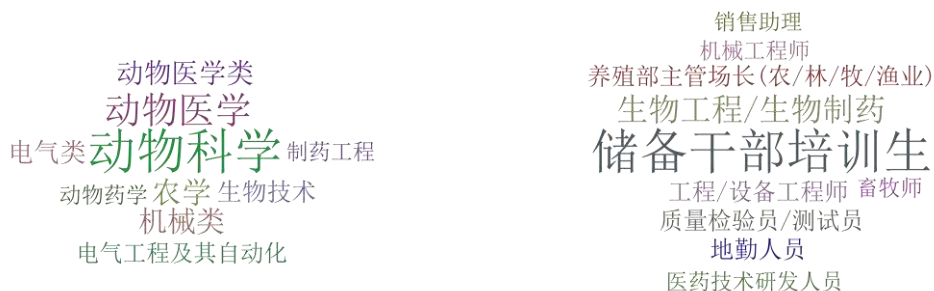 动物医学类
动物医学
电气类 动物科学 制药工程
动物药学 农学 生物技术
机械类
电气工程及其自动化
销售助理
机械工程师
养殖部主管场长(农/林/牧/渔业)
生物工程/生物制药
储备干部培训生
工程/设备工程师 畜牧师
质量检验员/测试员
地勤人员
医药技术研发人员